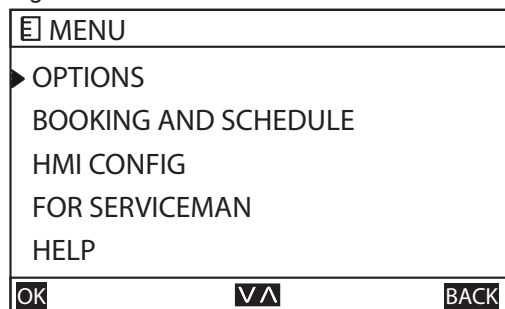 MENU
OPTIONS
BOOKING AND SCHEDULE
HMI CONFIG
FOR SERVICEMAN
HELP
OK
BACK